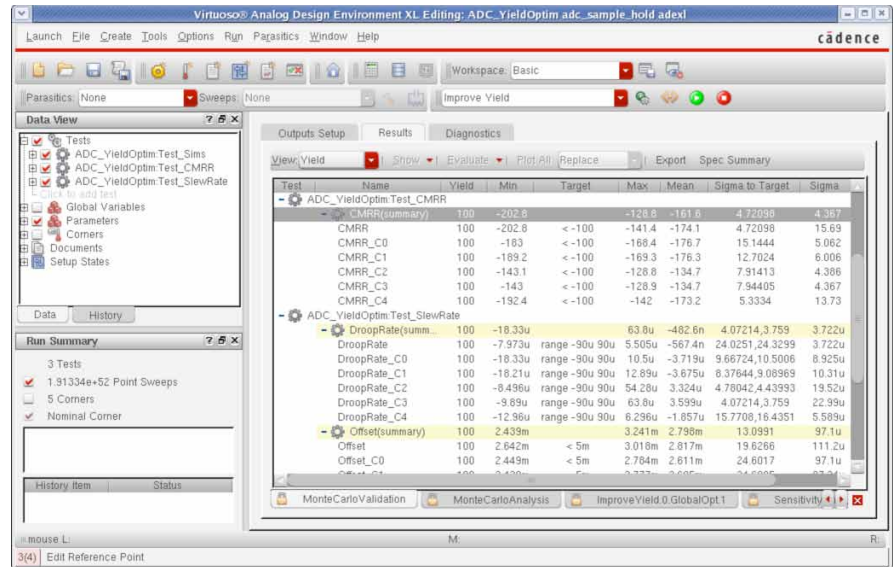 Virtuoso® Analog Design Environment XL Editing: ADC_YieldOptim adc_sample_hold adexl
Launch File Create Tools Options Run Parasitics Window Help
cādence
Workspace: Basic
Parasitics: None Sweeps: None Improve Yield
Data View
Tests
ADC_YieldOptim:Test_Sims
ADC_YieldOptim:Test_CMRR
ADC_YieldOptim:Test_SlewRate
Click to add test
Global Variables
Parameters
Corners
Documents
Setup States
Data History
Run Summary
3 Tests
1.91334e+52 Point Sweeps
5 Corners
Nominal Corner
History Item Status
Outputs Setup Results Diagnostics
View: Yield Show Evaluate Plot All Replace Export Spec Summary
Test Name Yield Min Target Max Mean Sigma to Target Sigma
ADC_YieldOptim:Test_CMRR
CMRR(summary) 100 -202.8 -128.8 -161.6 4.72098 4.367
CMRR 100 -202.8 < -100 -141.4 -174.1 4.72098 15.69
CMRR_C0 100 -183 < -100 -168.4 -176.7 15.1444 5.062
CMRR_C1 100 -189.2 < -100 -169.3 -176.3 12.7024 6.006
CMRR_C2 100 -143.1 < -100 -128.8 -134.7 7.91413 4.386
CMRR_C3 100 -143 < -100 -128.9 -134.7 7.94405 4.367
CMRR_C4 100 -192.4 < -100 -142 -173.2 5.3334 13.73
ADC_YieldOptim:Test_SlewRate
DroopRate(summ... 100 -18.33u 63.8u -482.6n 4.07214,3.759 3.722u
DroopRate 100 -7.973u range -90u 90u 5.505u -567.4n 24.0251,24.3299 3.722u
DroopRate_C0 100 -18.33u range -90u 90u 10.5u -3.719u 9.66724,10.5006 8.925u
DroopRate_C1 100 -18.21u range -90u 90u 12.89u -3.675u 8.37644,9.08969 10.31u
DroopRate_C2 100 -8.496u range -90u 90u 54.28u 3.324u 4.78042,4.43993 19.52u
DroopRate_C3 100 -9.89u range -90u 90u 63.8u 3.599u 4.07214,3.759 22.99u
DroopRate_C4 100 -12.96u range -90u 90u 6.296u -1.857u 15.7708,16.4351 5.589u
Offset(summary) 100 2.439m 3.241m 2.798m 13.0991 97.1u
Offset 100 2.642m < 5m 3.018m 2.817m 19.6266 111.2u
Offset_C0 100 2.449m < 5m 2.784m 2.611m 24.6017 97.1u
MonteCarloValidation MonteCarloAnalysis ImproveYield.0.GlobalOpt.1 Sensitivity
mouse L: M: R:
3(4) Edit Reference Point